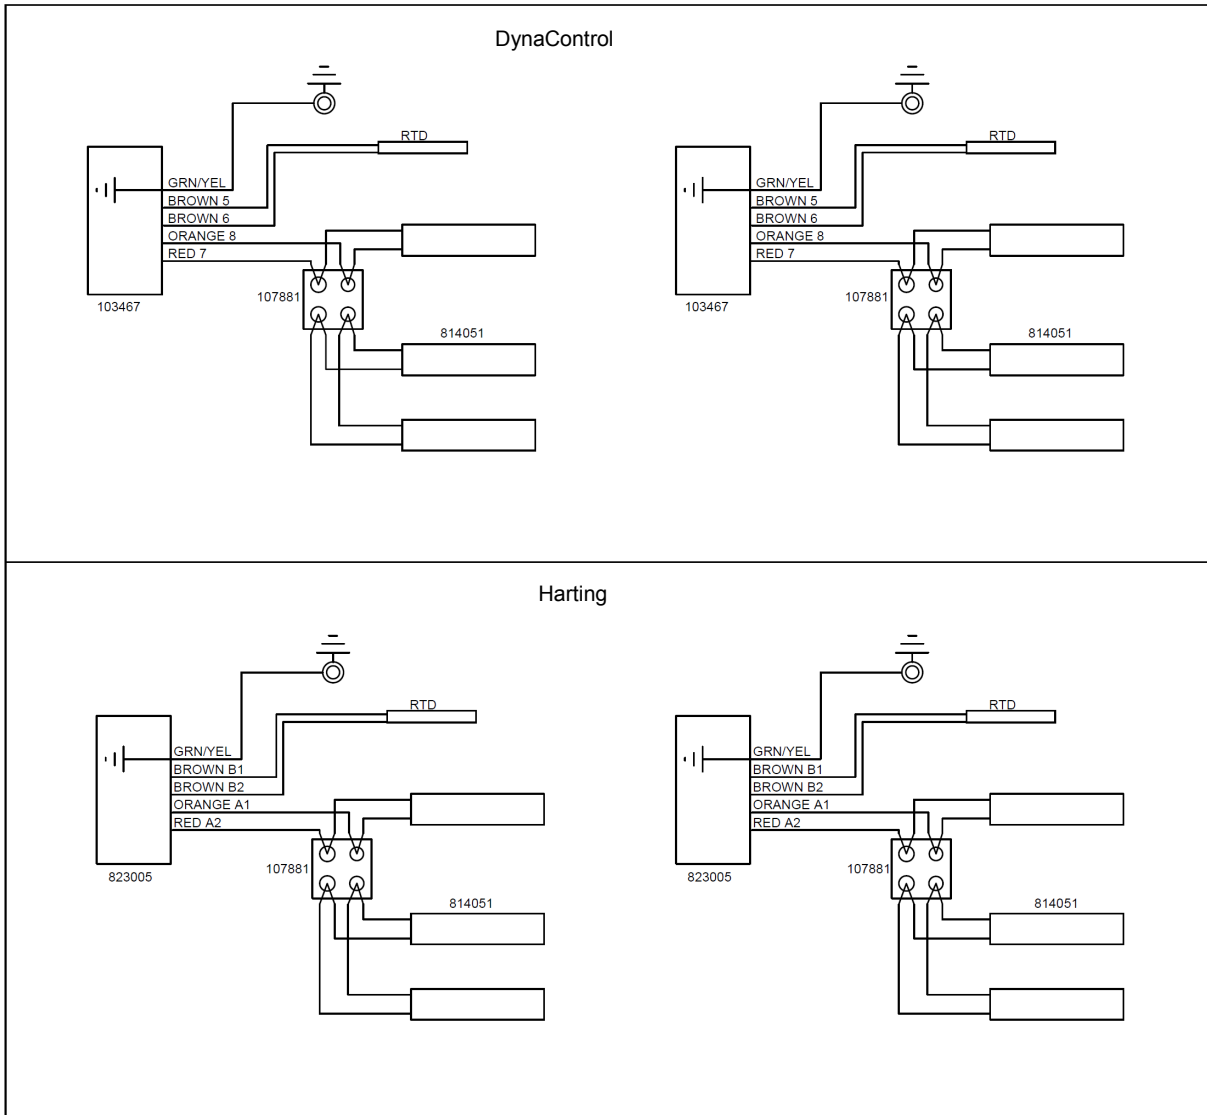 DynaControl
RTD
GRN/YEL
BROWN 5
BROWN 6
ORANGE 8
RED 7
107881
103467
814051
RTD
GRN/YEL
BROWN 5
BROWN 6
ORANGE 8
RED 7
107881
103467
814051
Harting
RTD
GRN/YEL
BROWN B1
BROWN B2
ORANGE A1
RED A2
107881
823005
814051
RTD
GRN/YEL
BROWN B1
BROWN B2
ORANGE A1
RED A2
107881
823005
814051